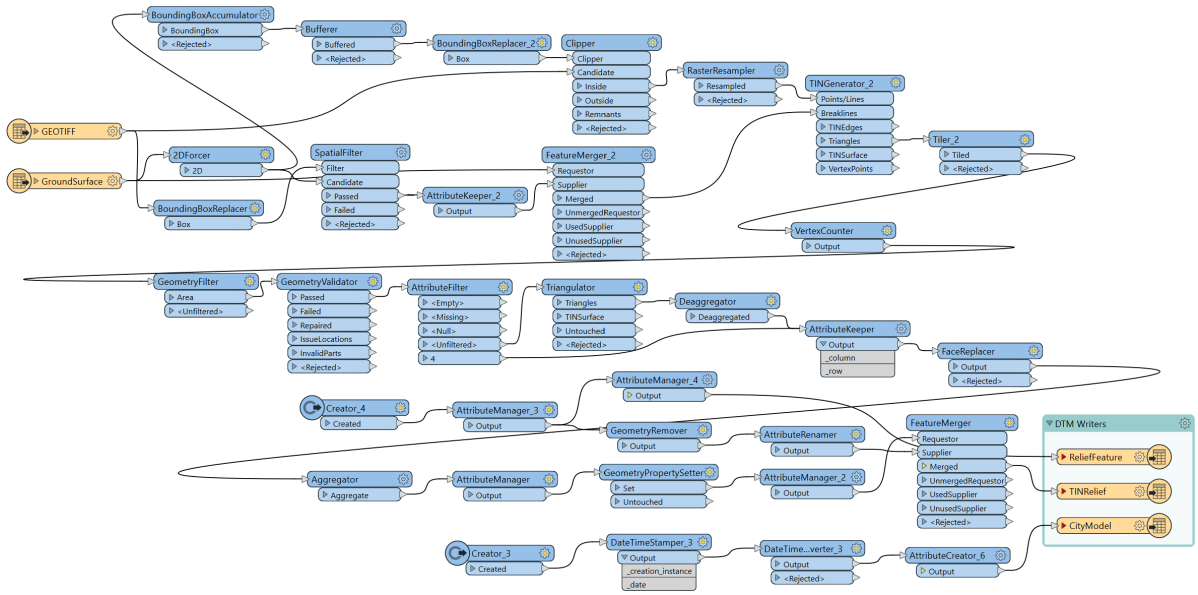 BoundingBoxAccumulator
BoundingBox
<Rejected>
Bufferer
Buffered
<Rejected>
BoundingBoxReplacer_2
Box
Clipper
Clipper
Candidate
Inside
Outside
Remnants
<Rejected>
RasterResampler
Resampled
<Rejected>
TINGenerator_2
Points/Lines
Breaklines
TINEdges
Triangles
TINSurface
VertexPoints
Tiler_2
Tiled
<Rejected>
GEOTIFF
GroundSurface
2DForcer
2D
BoundingBoxReplacer
Box
SpatialFilter
Filter
Candidate
Passed
Failed
<Rejected>
AttributeKeeper_2
Output
FeatureMerger_2
Requestor
Supplier
Merged
UnmergedRequestor
UsedSupplier
UnusedSupplier
<Rejected>
VertexCounter
Output
GeometryFilter
Area
<Unfiltered>
GeometryValidator
Passed
Failed
Repaired
IssueLocations
InvalidParts
<Rejected>
AttributeFilter
<Empty>
<Missing>
<Null>
<Unfiltered>
4
Triangulator
Triangles
TINSurface
Untouched
<Rejected>
Deaggregator
Deaggregated
AttributeKeeper
Output
_column
_row
FaceReplacer
Output
<Rejected>
Creator_4
Created
AttributeManager_3
Output
AttributeManager_4
Output
GeometryRemover
Output
AttributeRenamer
Output
Aggregator
Aggregate
AttributeManager
Output
GeometryPropertySetter
Set
Untouched
AttributeManager_2
Output
FeatureMerger
Requestor
Supplier
Merged
UnmergedRequestor
UsedSupplier
UnusedSupplier
<Rejected>
DTM Writers
ReliefFeature
TINRelief
CityModel
Creator_3
Created
DateTimeStamper_3
Output
_creation_instance
_date
DateTime...verter_3
Output
<Rejected>
AttributeCreator_6
Output